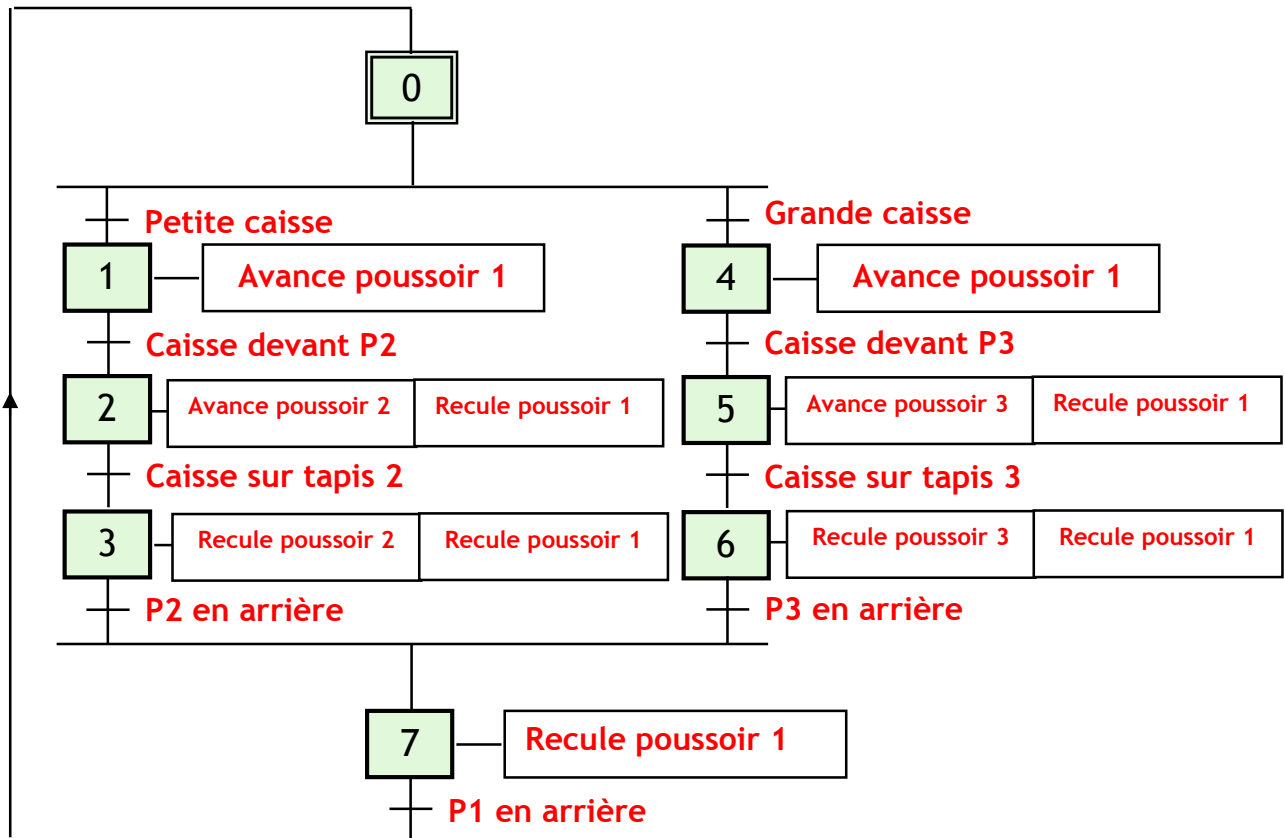 0
Petite caisse
Grande caisse
1
Avance poussoir 1
4
Avance poussoir 1
Caisse devant P2
Caisse devant P3
2
Avance poussoir 2
Recule poussoir 1
5
Avance poussoir 3
Recule poussoir 1
Caisse sur tapis 2
Caisse sur tapis 3
3
Recule poussoir 2
Recule poussoir 1
6
Recule poussoir 3
Recule poussoir 1
P2 en arrière
P3 en arrière
7
Recule poussoir 1
P1 en arrière